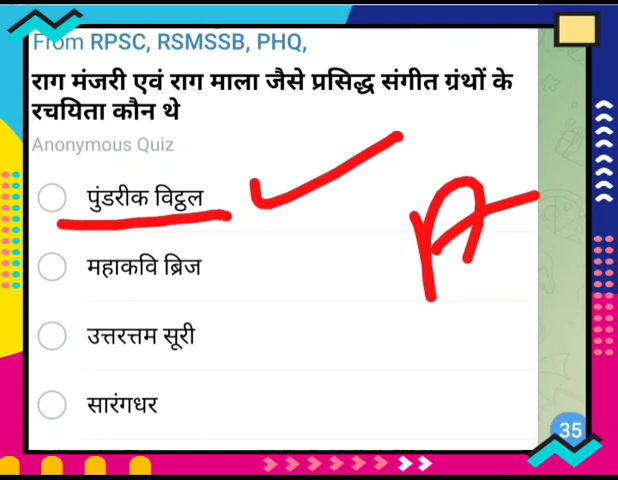 From RPSC, RSMSSB, PHQ,
राग मंजरी एवं राग माला जैसे प्रसिद्ध संगीत ग्रंथों के
रचयिता कौन थे
Anonymous Quiz
पुंडरीक विट्ठल
A
महाकवि ब्रिज
उत्तरत्तम सूरी
सारंगधर
35